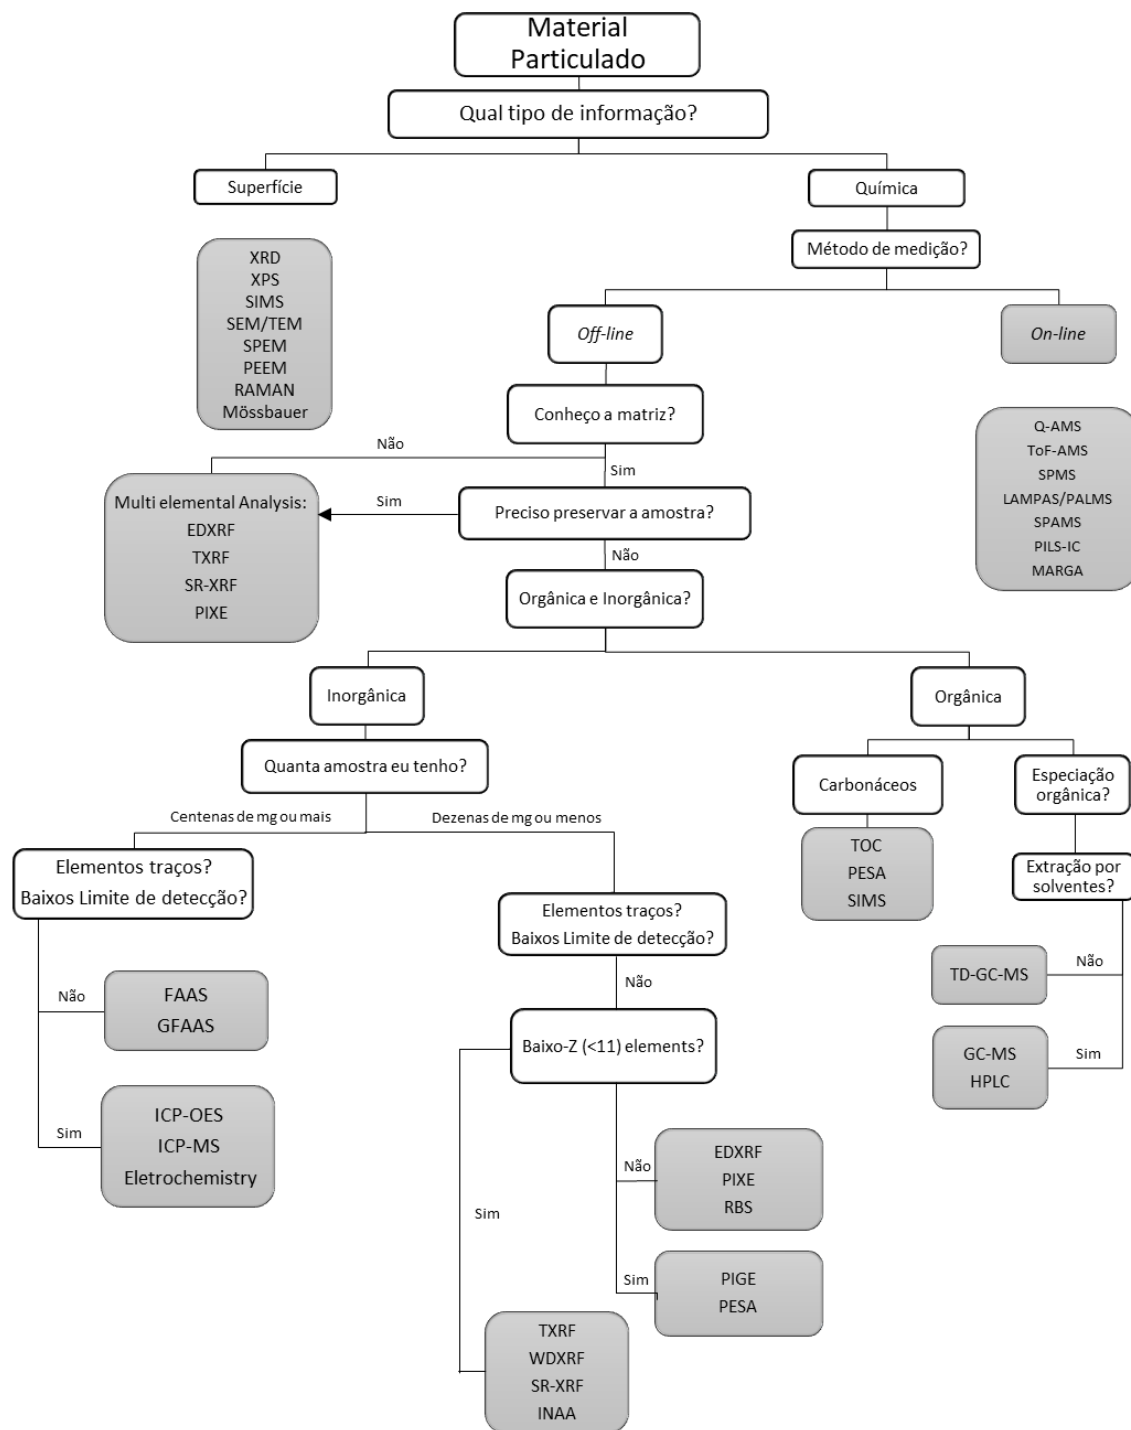 Material
Particulado
Qual tipo de informação?
Superfície
Química
XRD
XPS
SIMS
SEM/TEM
SPEM
PEEM
RAMAN
Mössbauer
Método de medição?
Off-line
On-line
Conheço a matriz?
Q-AMS
ToF-AMS
SPMS
LAMPAS/PALMS
SPAMS
PILS-IC
MARGA
Não
Sim
Multi elemental Analysis:
EDXRF
TXRF
SR-XRF
PIXE
Sim
Preciso preservar a amostra?
Não
Orgânica e Inorgânica?
Inorgânica
Orgânica
Quanta amostra eu tenho?
Carbonáceos
Especiação
orgânica?
Centenas de mg ou mais
Dezenas de mg ou menos
TOC
PESA
SIMS
Extração por
solventes?
Elementos traços?
Baixos Limite de detecção?
Elementos traços?
Baixos Limite de detecção?
Não
FAAS
GFAAS
Não
TD-GC-MS
Não
Baixo-Z (<11) elements?
GC-MS
HPLC
Sim
Sim
ICP-OES
ICP-MS
Eletrochemistry
Não
EDXRF
PIXE
RBS
Sim
Sim
PIGE
PESA
TXRF
WDXRF
SR-XRF
INAA